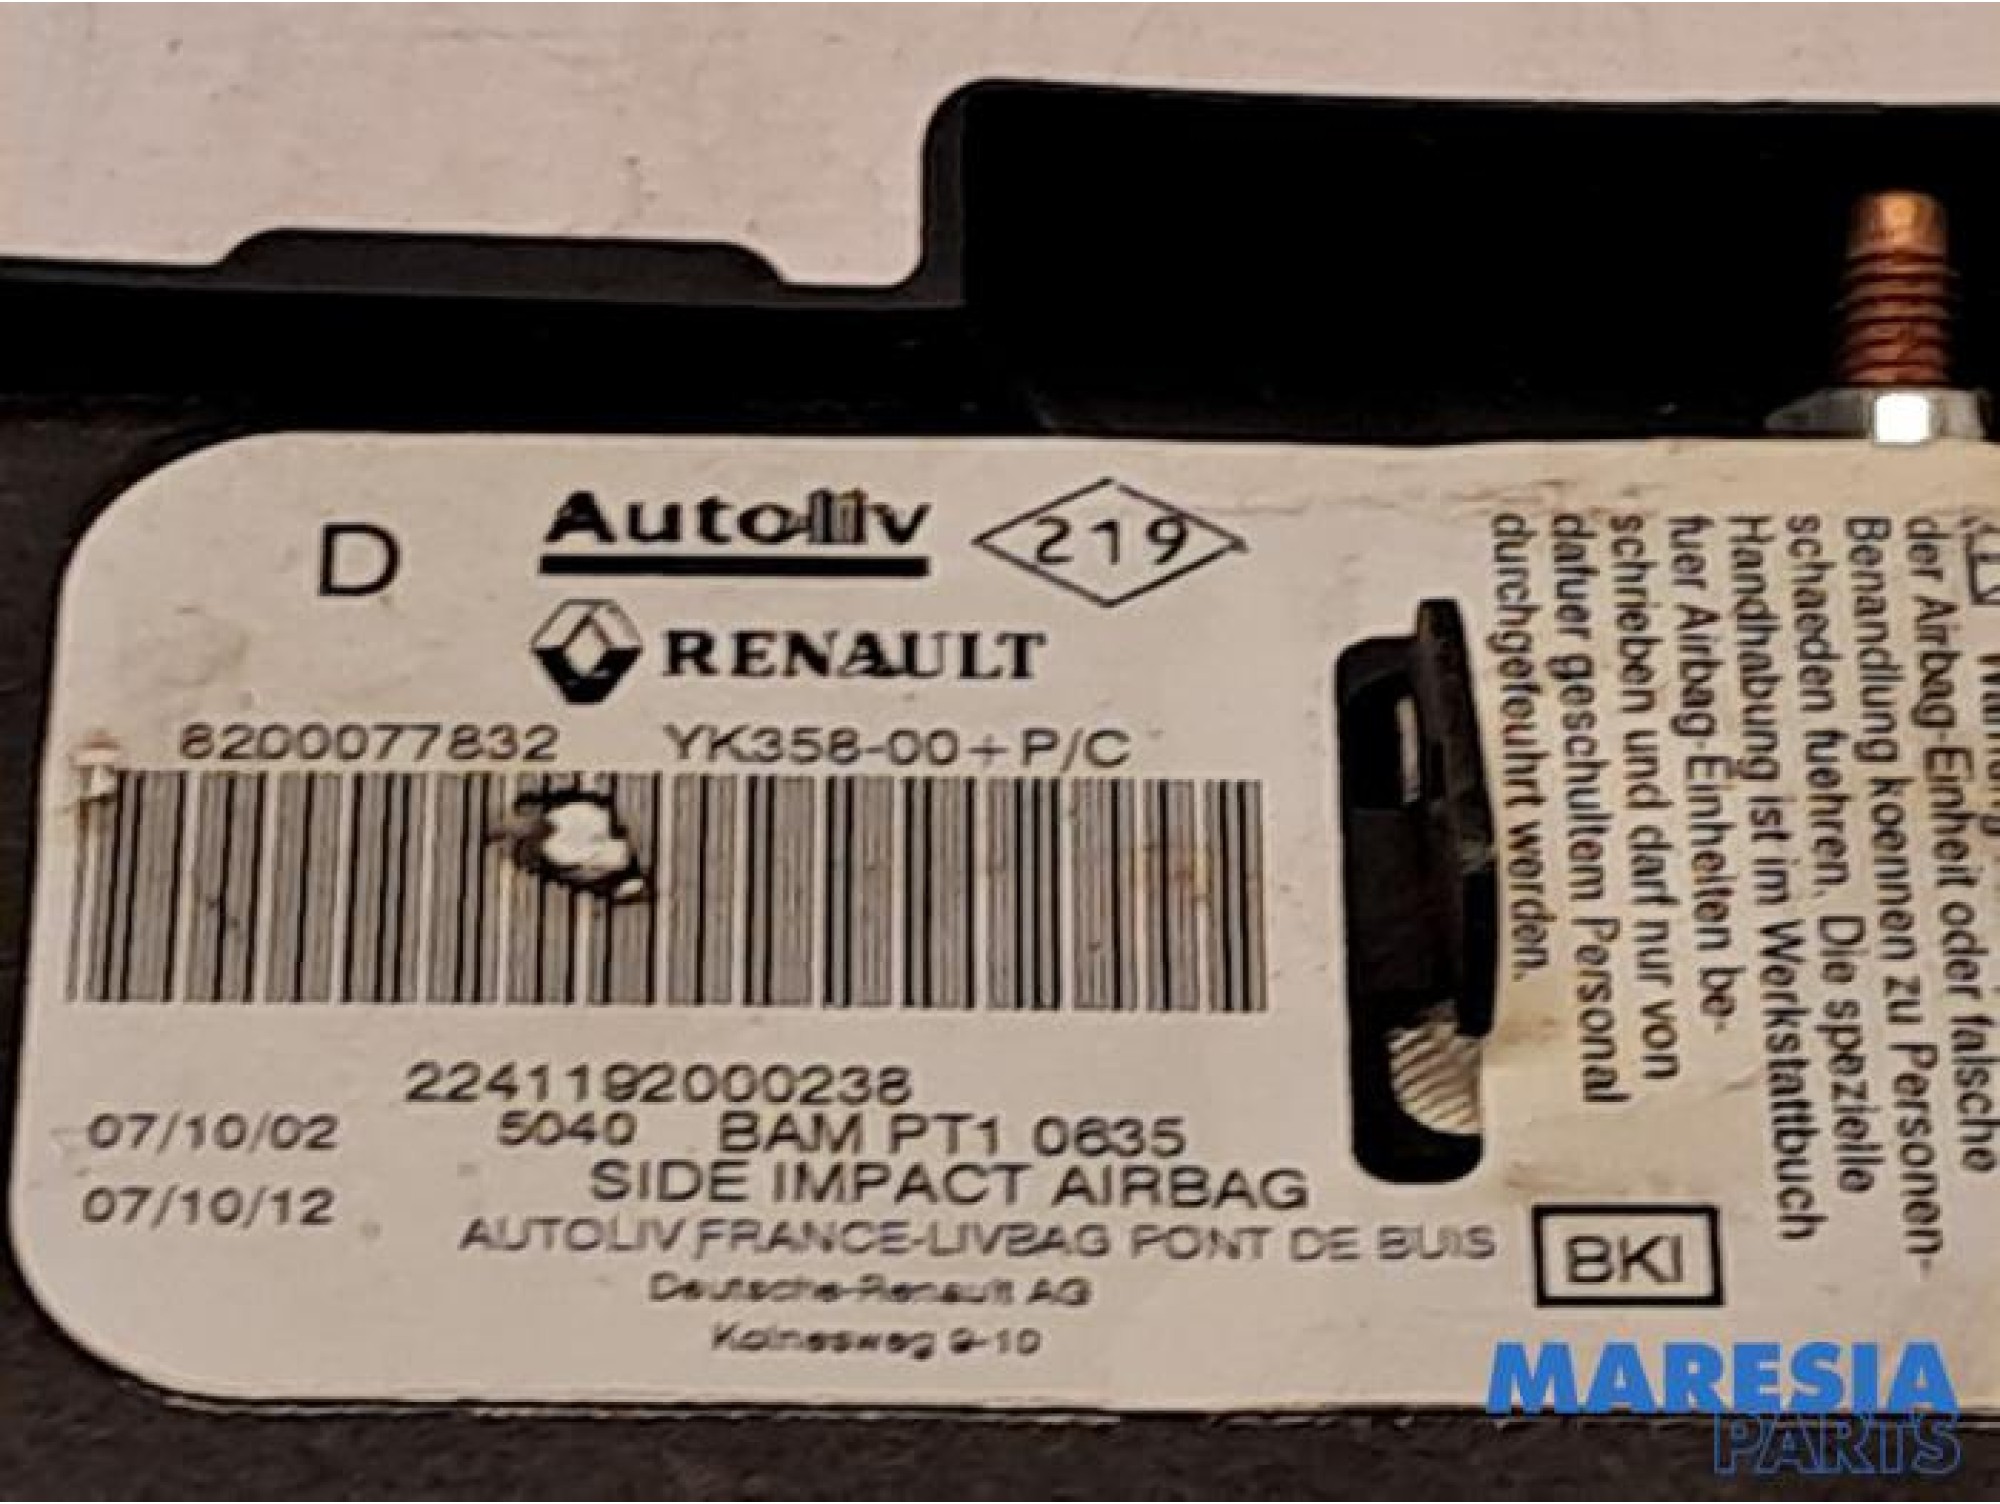 D
Autoliv
219
RENAULT
8200077832 YK358-00+P/C
2241192000238
07/10/02 5040 BAM PT1 0635
07/10/12 SIDE IMPACT AIRBAG
AUTOLIV FRANCE-LIVBAG PONT DE BUIS
Deutsche-Renault AG
Kolnesweg 9-10
BKI
der Airbag-Einheit oder falsche
Benandlung koennen zu Personen-
schaeden fuehren. Die spezielle
Handhabung ist im Werkstattbuch
fuer Airbag-Einheiten be-
schrieben und darf nur von
dafuer geschultem Personal
durchgefeuhrt werden.
MARESIA
PARTS